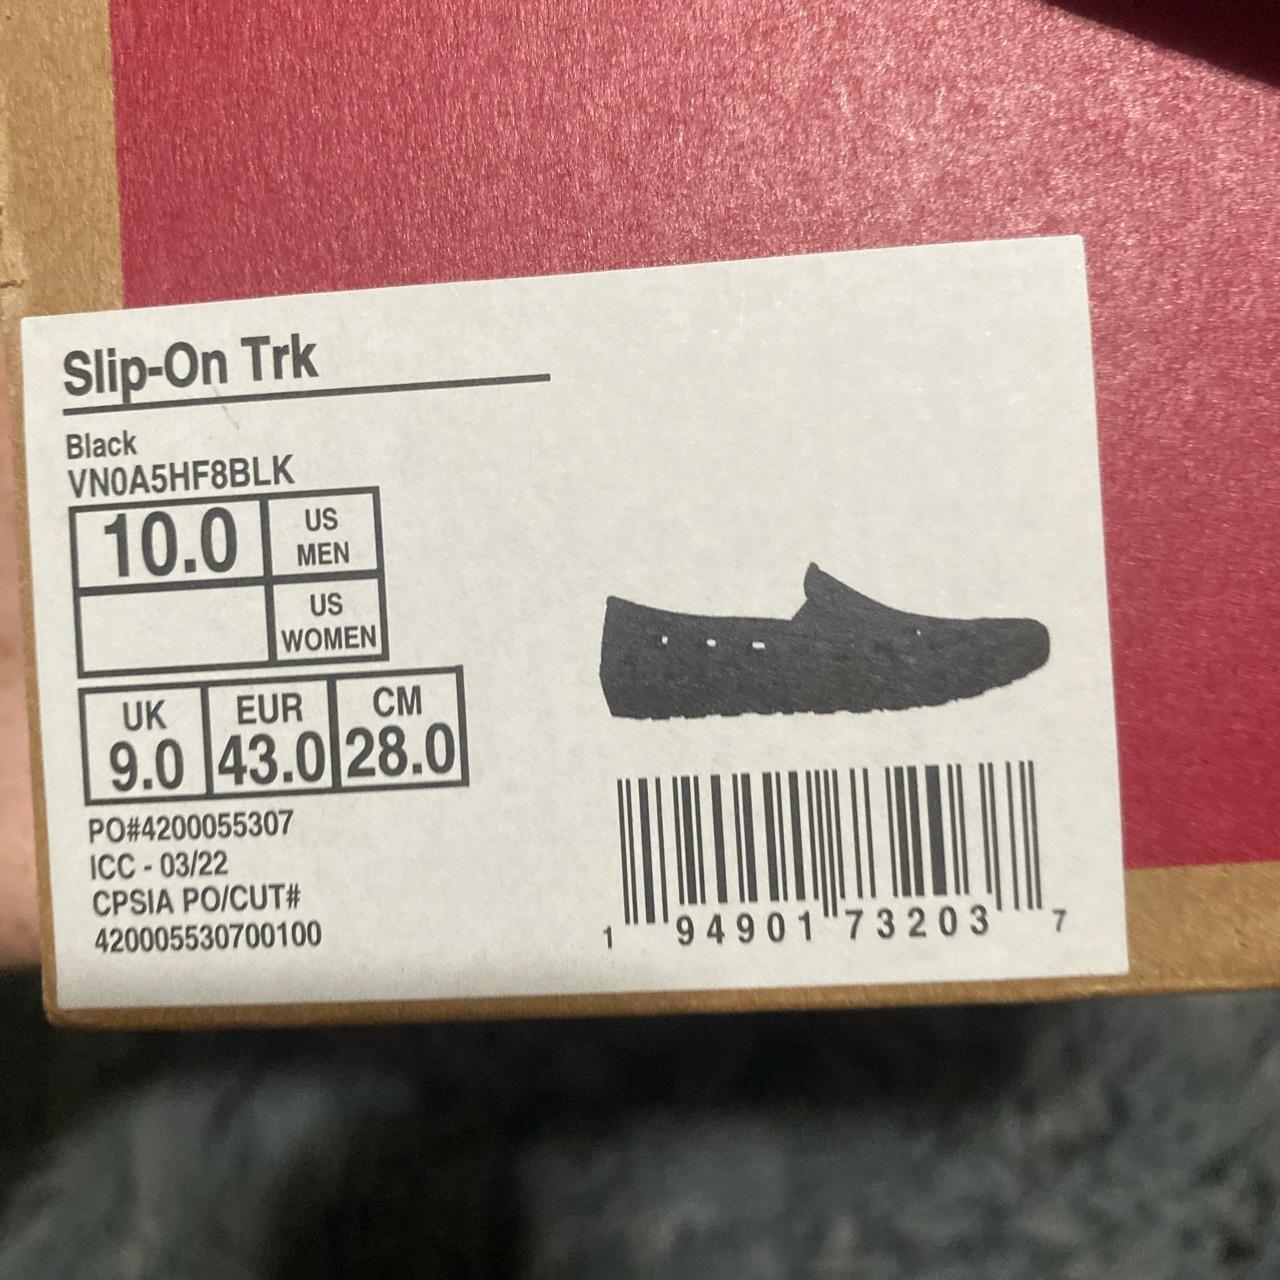 Slip-On Trk
Black
VN0A5HF8BLK
10.0 US MEN
US WOMEN
UK EUR CM
9.0 43.0 28.0
PO#4200055307
ICC - 03/22
CPSIA PO/CUT#
420005530700100
1 94901 73203 7